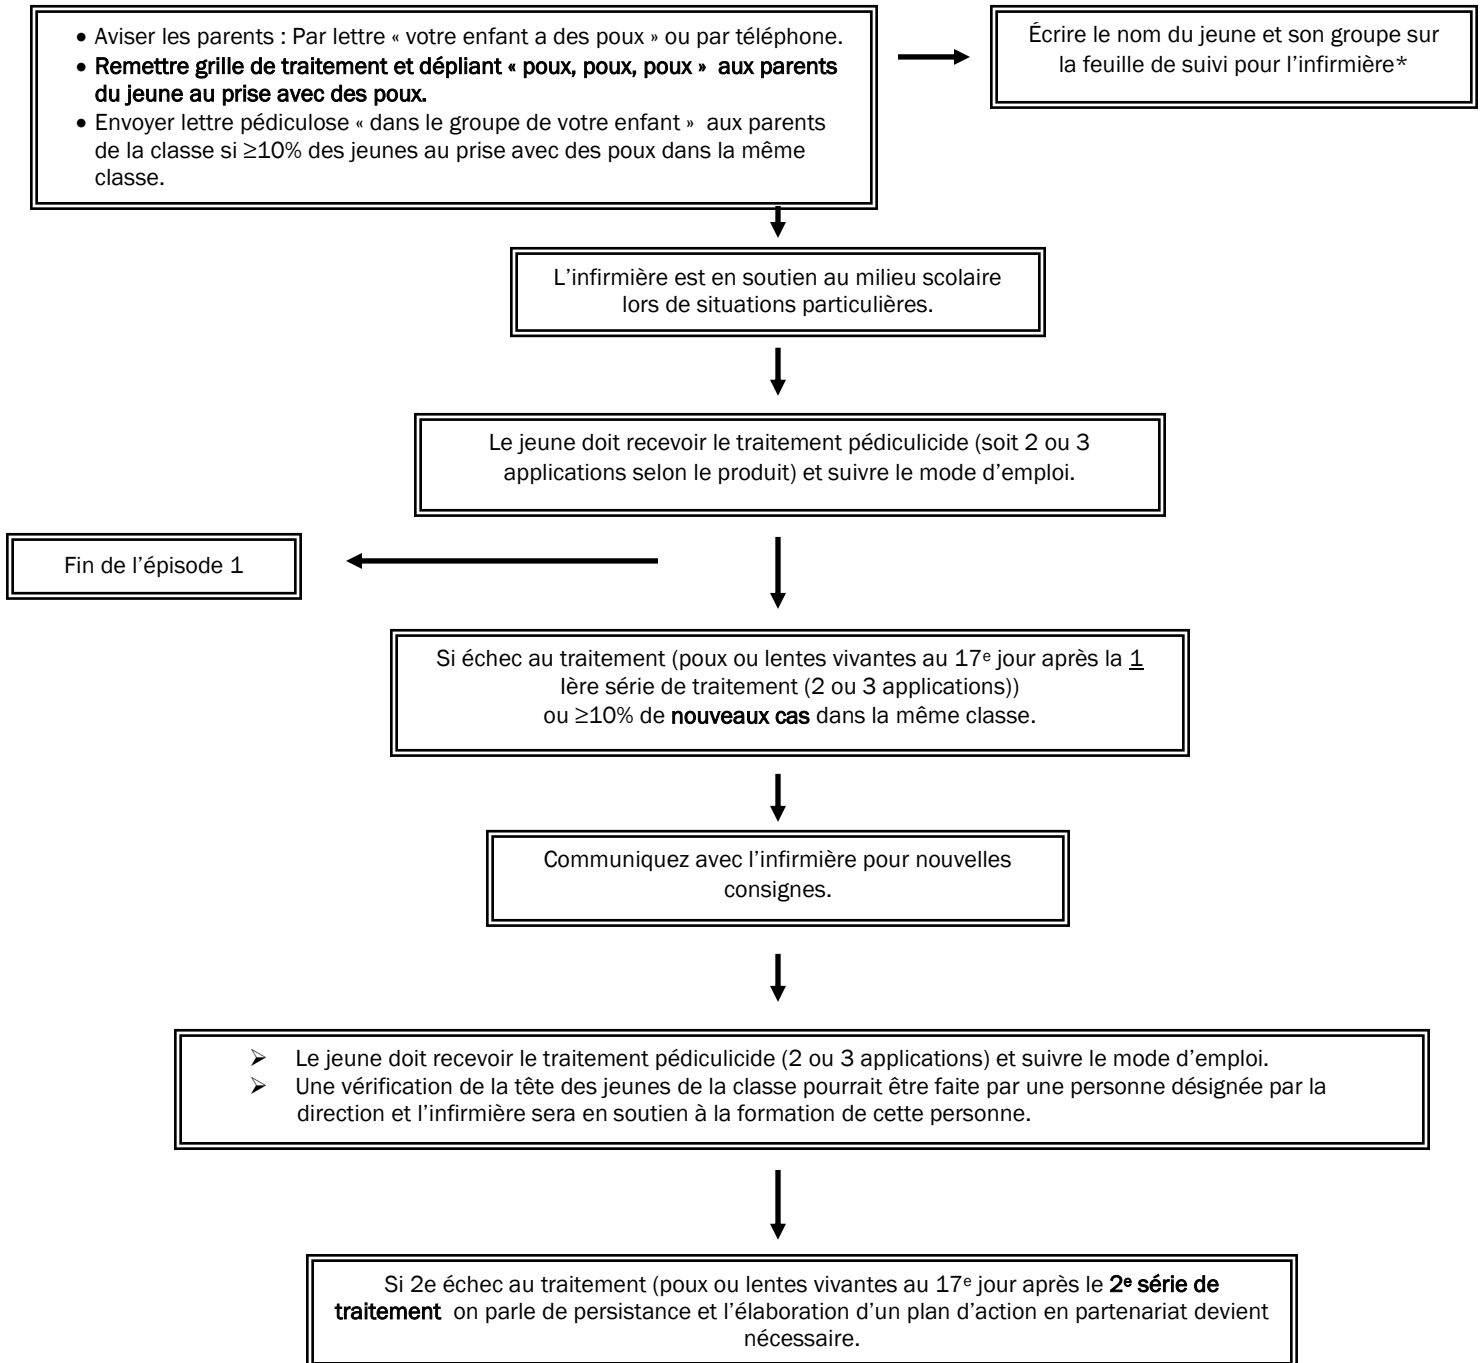 • Aviser les parents : Par lettre « votre enfant a des poux » ou par téléphone.
• Remettre grille de traitement et dépliant « poux, poux, poux » aux parents
du jeune au prise avec des poux.
• Envoyer lettre pédiculose « dans le groupe de votre enfant » aux parents
de la classe si ≥10% des jeunes au prise avec des poux dans la même
classe.
Écrire le nom du jeune et son groupe sur
la feuille de suivi pour l'infirmière*
L'infirmière est en soutien au milieu scolaire
lors de situations particulières.
Le jeune doit recevoir le traitement pédiculicide (soit 2 ou 3
applications selon le produit) et suivre le mode d'emploi.
Fin de l'épisode 1
Si échec au traitement (poux ou lentes vivantes au 17e jour après la 1
Ière série de traitement (2 ou 3 applications))
ou ≥10% de nouveaux cas dans la même classe.
Communiquez avec l'infirmière pour nouvelles
consignes.
➢ Le jeune doit recevoir le traitement pédiculicide (2 ou 3 applications) et suivre le mode d'emploi.
➢ Une vérification de la tête des jeunes de la classe pourrait être faite par une personne désignée par la
direction et l'infirmière sera en soutien à la formation de cette personne.
Si 2e échec au traitement (poux ou lentes vivantes au 17e jour après le 2e série de
traitement on parle de persistance et l'élaboration d'un plan d'action en partenariat devient
nécessaire.